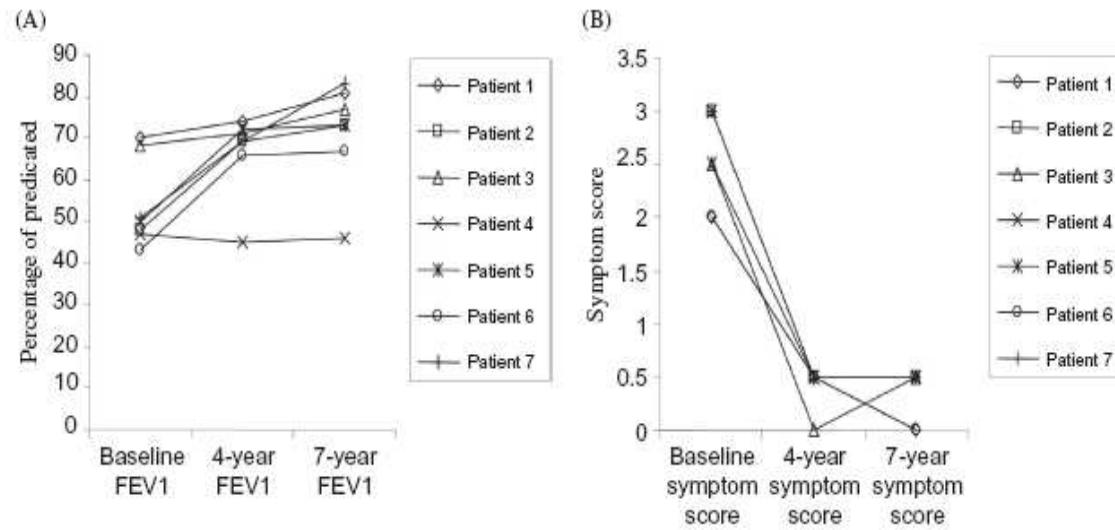 (A)
Percentage of predicated
90
80
70
60
50
40
30
20
10
0
Baseline FEV1
4-year FEV1
7-year FEV1
Patient 1
Patient 2
Patient 3
Patient 4
Patient 5
Patient 6
Patient 7
(B)
Symptom score
3.5
3
2.5
2
1.5
1
0.5
0
Baseline symptom score
4-year symptom score
7-year symptom score
Patient 1
Patient 2
Patient 3
Patient 4
Patient 5
Patient 6
Patient 7